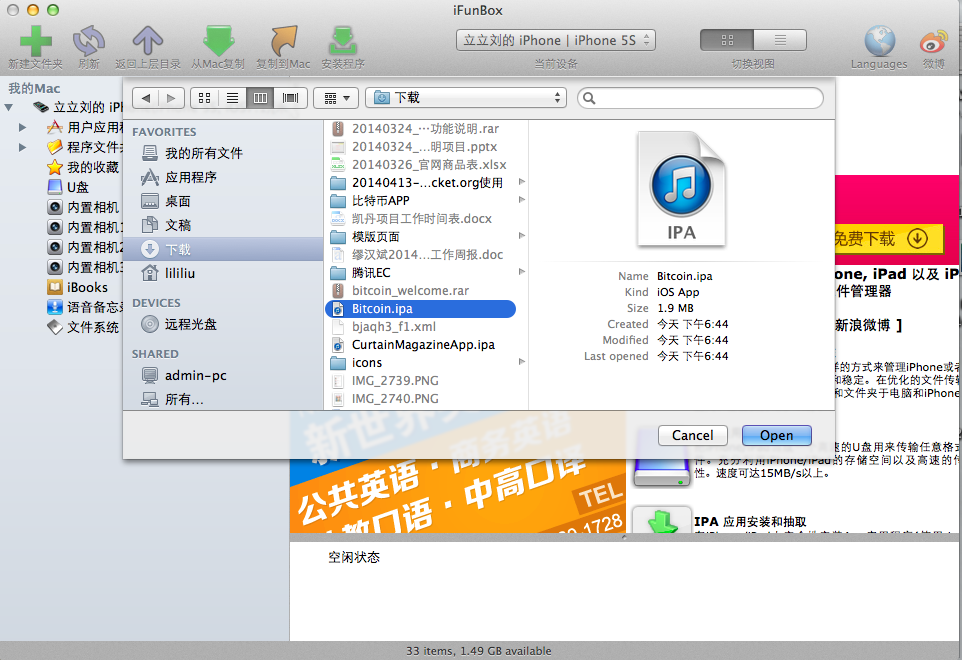 iFunBox
新建文件夹
刷新
返回上层目录
从Mac复制
复制到Mac
安装程序
立立刘的 iPhone | iPhone 5S
当前设备
切换视图
Languages
微博
我的Mac
立立刘的 iPh
用户应用程
程序文件共
我的收藏
U盘
内置相机
内置相机1
内置相机2
内置相机3
iBooks
语音备忘录
文件系统
下载
FAVORITES
我的所有文件
应用程序
桌面
文稿
下载
lililiu
DEVICES
远程光盘
SHARED
admin-pc
所有...
20140324_…功能说明.rar
20140324_…明项目.pptx
20140326_官网商品表.xlsx
20140413-…cket.org使用
比特币APP
凯丹项目工作时间表.docx
模版页面
缪汉斌2014…工作周报.doc
腾讯EC
bitcoin_welcome.rar
Bitcoin.ipa
bjaqh3_f1.xml
CurtainMagazineApp.ipa
icons
IMG_2739.PNG
IMG_2740.PNG
IPA
Name Bitcoin.ipa
Kind iOS App
Size 1.9 MB
Created 今天 下午6:44
Modified 今天 下午6:44
Last opened 今天 下午6:44
Cancel
Open
免费下载
one, iPad 以及 iP
件管理器
新浪微博 ]
样的方式来管理iPhone或者
和稳定。在优化的文件传输
和文件夹于电脑和iPhone
速的U盘用来传输任意格式
件。充分利用iPhone/iPad的存储空间以及高速的传
性。速度可达15MB/s以上。
IPA 应用安装和抽取
新世界
公共英语·商务英语
教口语·中高口译
TEL
-1728
空闲状态
33 items, 1.49 GB available